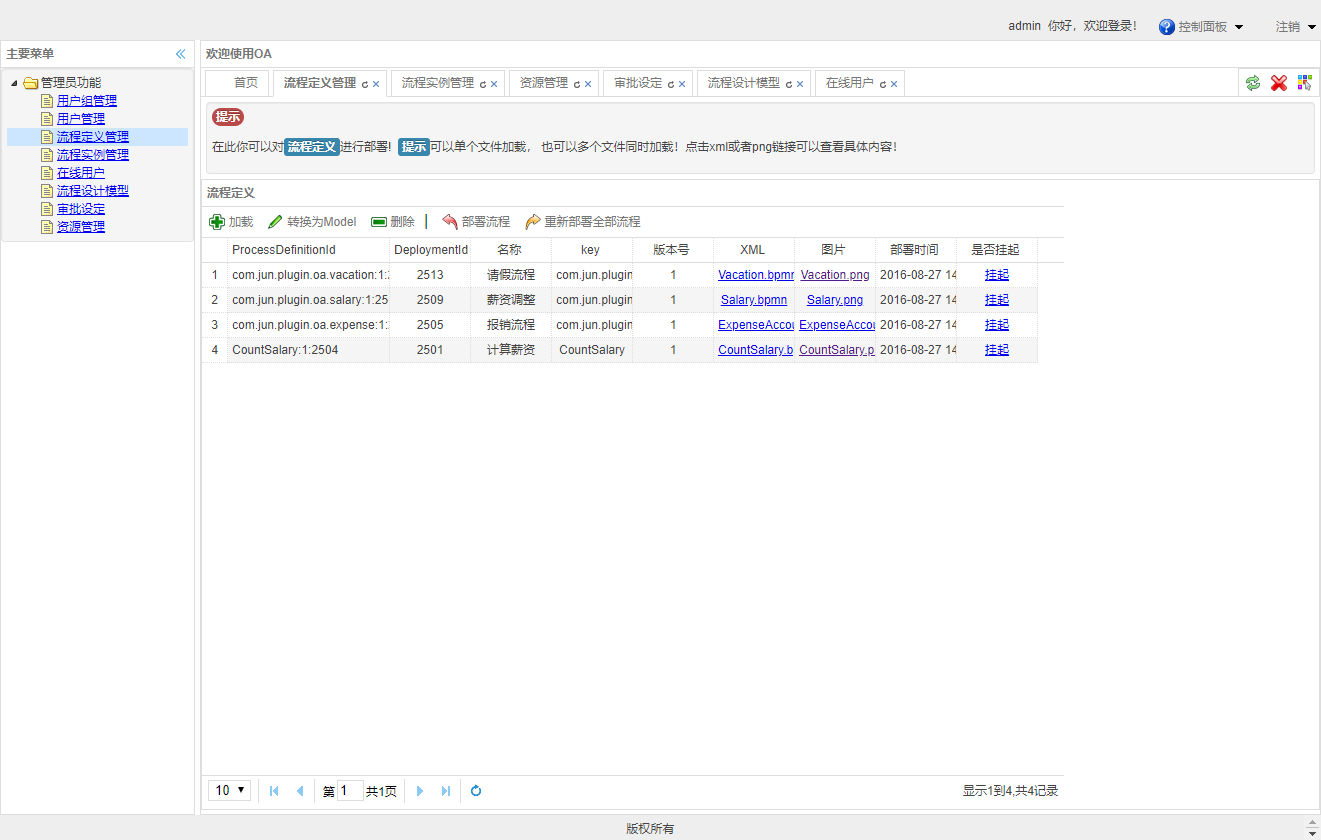 admin 你好，欢迎登录！ 控制面板 注销
主要菜单
管理员功能
用户组管理
用户管理
流程定义管理
流程实例管理
在线用户
流程设计模型
审批设定
资源管理
欢迎使用OA
首页 流程定义管理 流程实例管理 资源管理 审批设定 流程设计模型 在线用户
提示
在此你可以对流程定义进行部署! 提示可以单个文件加载， 也可以多个文件同时加载！点击xml或者png链接可以查看具体内容！
流程定义
加载 转换为Model 删除 部署流程 重新部署全部流程
ProcessDefinitionId DeploymentId 名称 key 版本号 XML 图片 部署时间 是否挂起
1 com.jun.plugin.oa.vacation:1: 2513 请假流程 com.jun.plugin 1 Vacation.bpmn Vacation.png 2016-08-27 14 挂起
2 com.jun.plugin.oa.salary:1:25 2509 薪资调整 com.jun.plugin 1 Salary.bpmn Salary.png 2016-08-27 14 挂起
3 com.jun.plugin.oa.expense:1: 2505 报销流程 com.jun.plugin 1 ExpenseAccou ExpenseAccou 2016-08-27 14 挂起
4 CountSalary:1:2504 2501 计算薪资 CountSalary 1 CountSalary.b CountSalary.p 2016-08-27 14 挂起
10 第 1 共1页 显示1到4,共4记录
版权所有